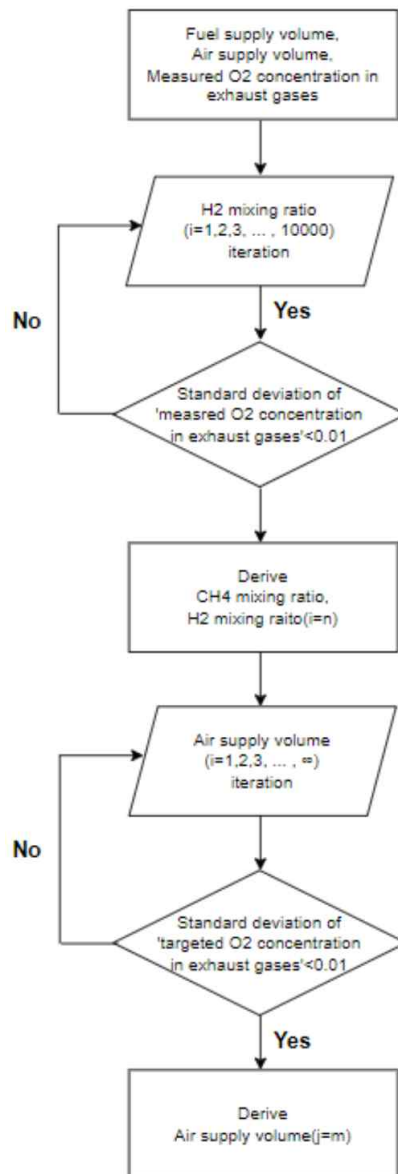 Fuel supply volume,
Air supply volume,
Measured O2 concentration in
exhaust gases
H2 mixing ratio
(i=1,2,3, ... , 10000)
iteration
No
Yes
Standard deviation of
'measred O2 concentration
in exhaust gases'<0.01
Derive
CH4 mixing ratio,
H2 mixing raito(i=n)
Air supply volume
(i=1,2,3, ... , ∞)
iteration
No
Standard deviation of
'targeted O2 concentration
in exhaust gases'<0.01
Yes
Derive
Air supply volume(j=m)